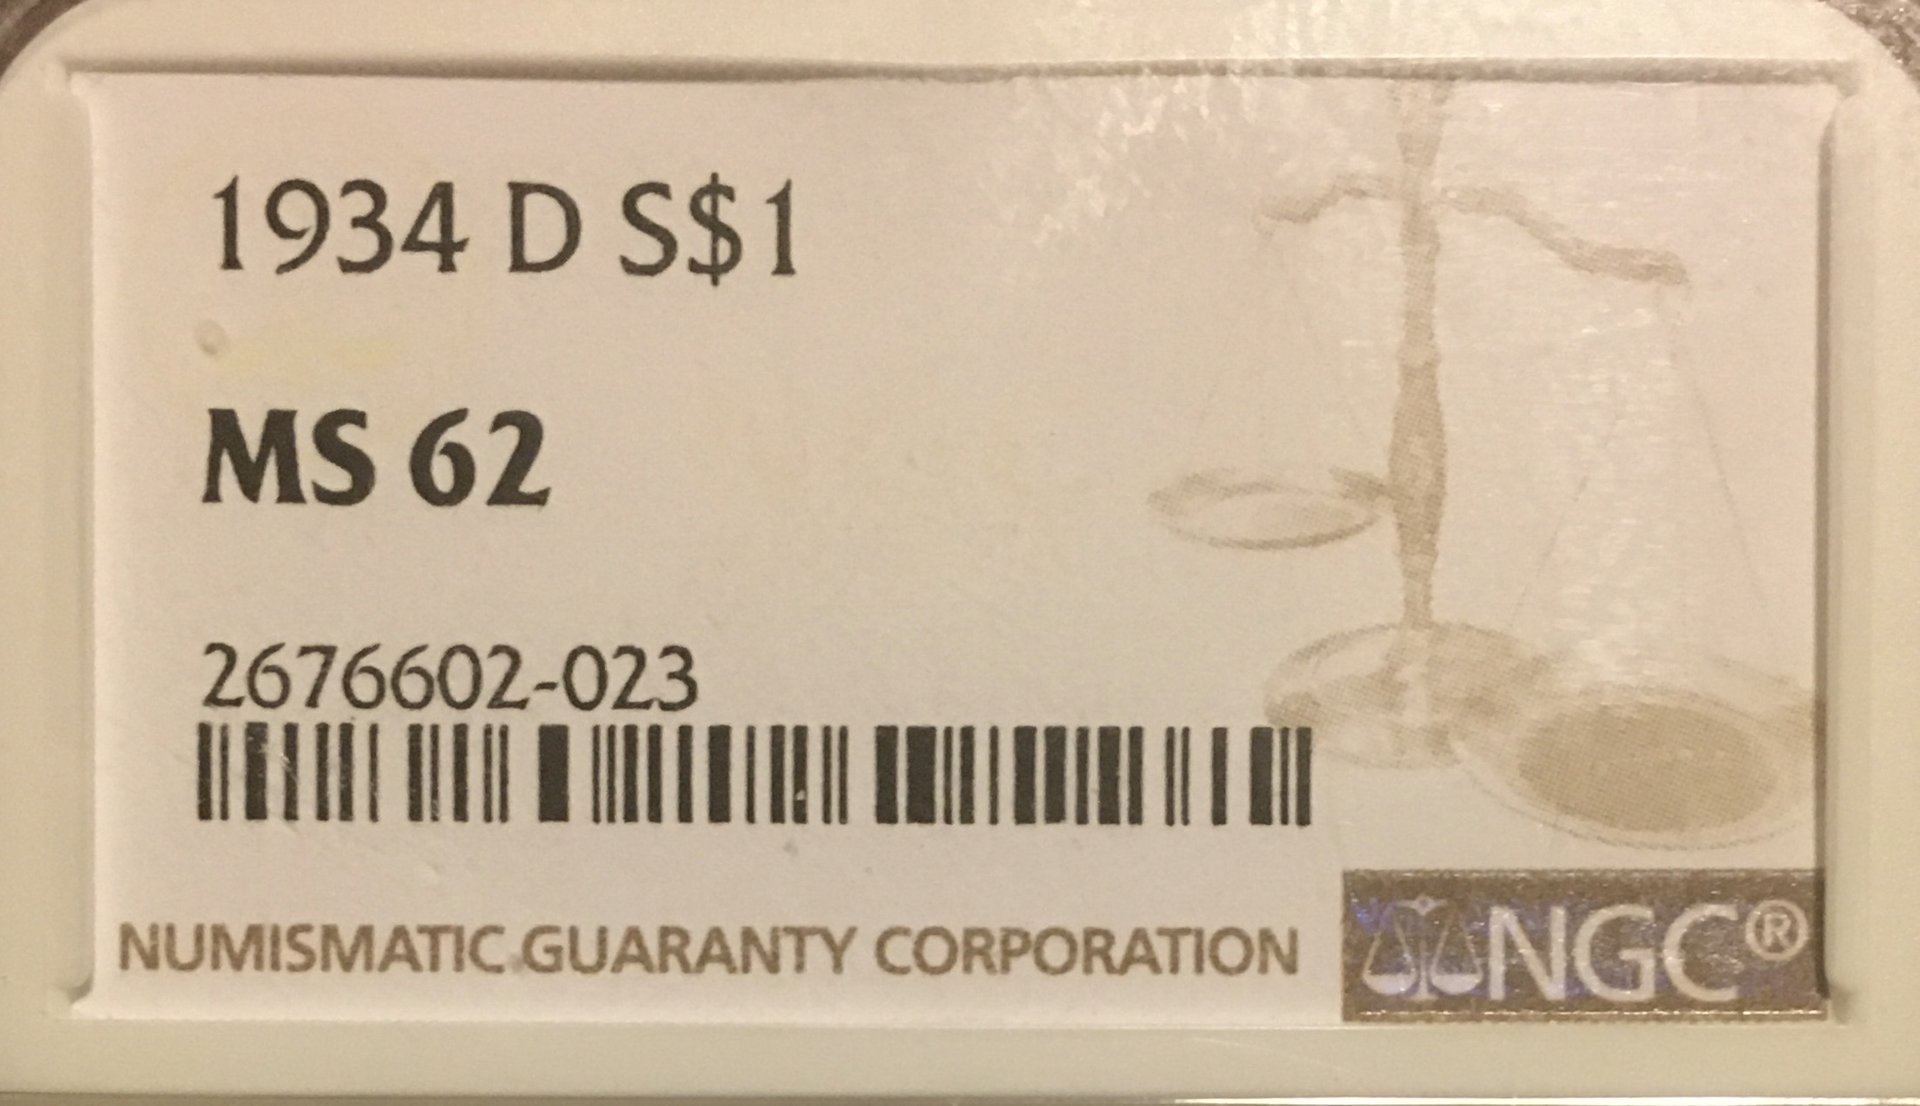 1934 D S$1
MS 62
2676602-023
NUMISMATIC GUARANTY CORPORATION
NGC®